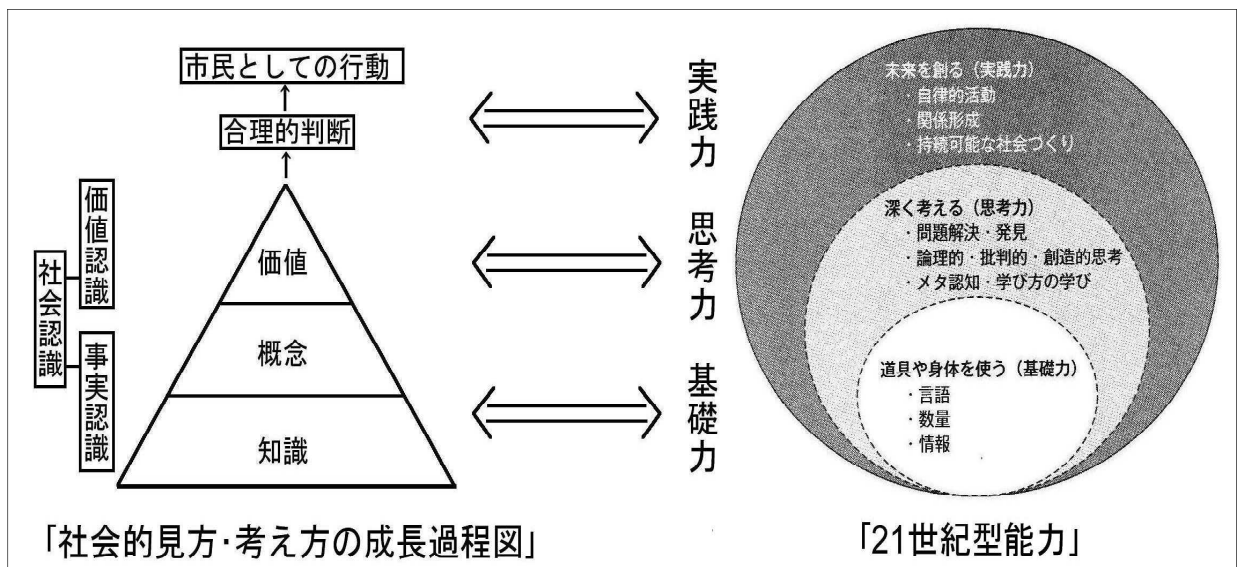 市民としての行動
合理的判断
価値認識
社会認識
事実認識
価値
概念
知識
「社会的見方・考え方の成長過程図」
実践力
思考力
基礎力
未来を創る（実践力）
・自律的活動
・関係形成
・持続可能な社会づくり
深く考える（思考力）
・問題解決・発見
・論理的・批判的・創造的思考
・メタ認知・学び方の学び
道具や身体を使う（基礎力）
・言語
・数量
・情報
「21世紀型能力」